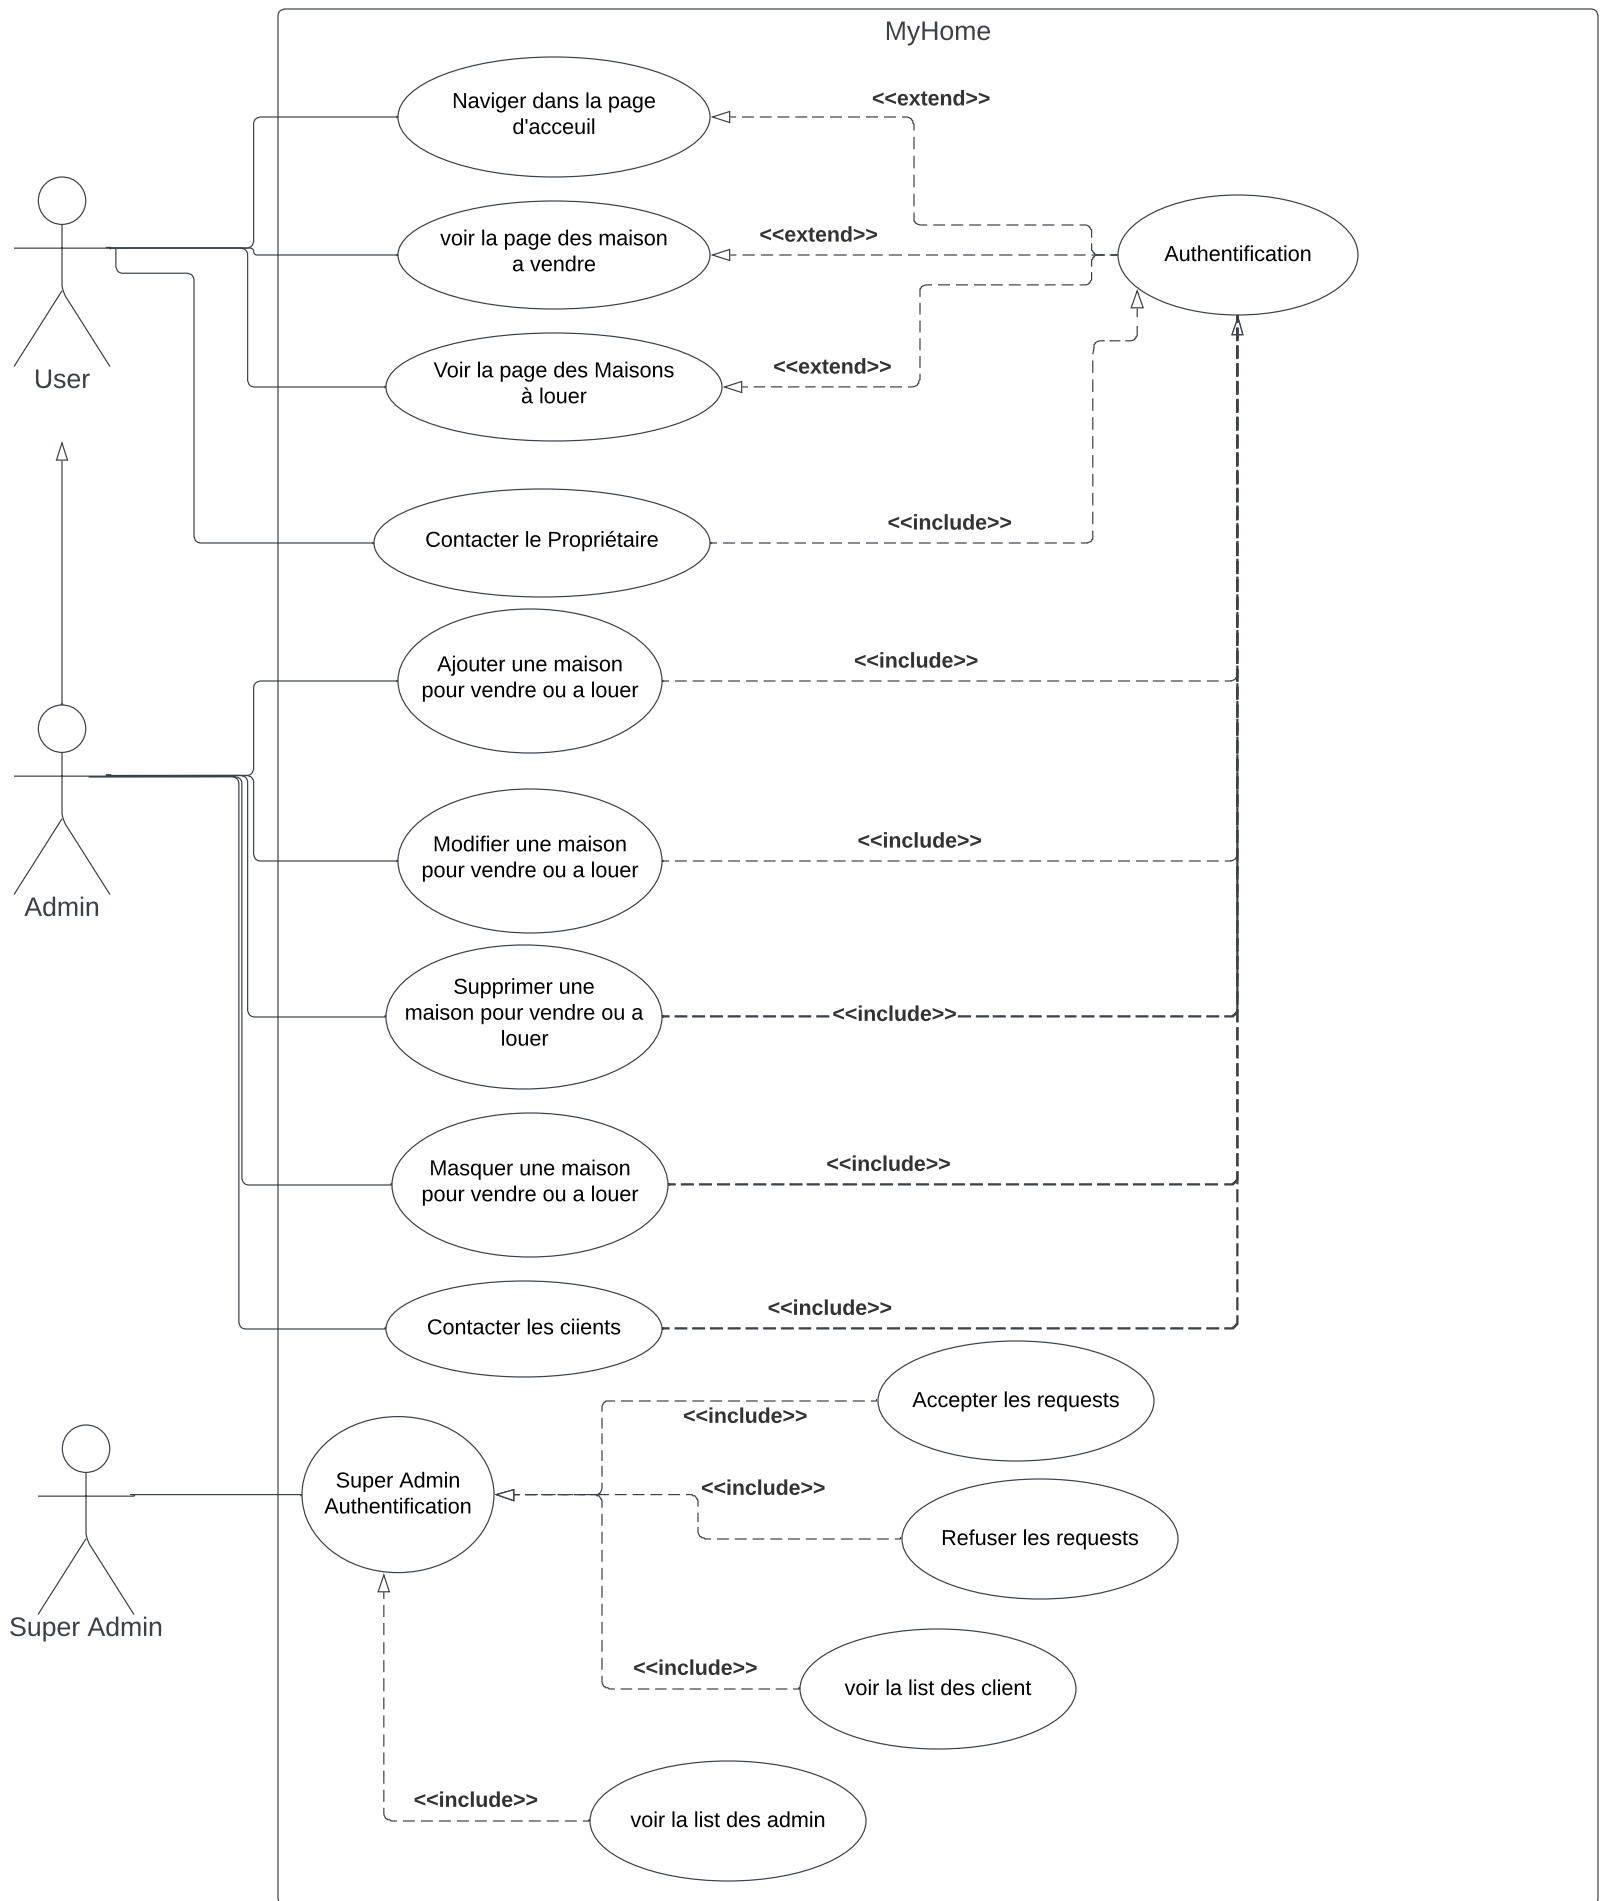 MyHome
Naviger dans la page
d'acceuil
<<extend>>
voir la page des maison
a vendre
<<extend>>
Authentification
User
Voir la page des Maisons
à louer
<<extend>>
Contacter le Propriétaire
<<include>>
Ajouter une maison
pour vendre ou a louer
<<include>>
Admin
Modifier une maison
pour vendre ou a louer
<<include>>
Supprimer une
maison pour vendre ou a
louer
<<include>>
Masquer une maison
pour vendre ou a louer
<<include>>
Contacter les ciients
<<include>>
Accepter les requests
<<include>>
Super Admin
Authentification
<<include>>
Refuser les requests
Super Admin
<<include>>
voir la list des client
<<include>>
voir la list des admin